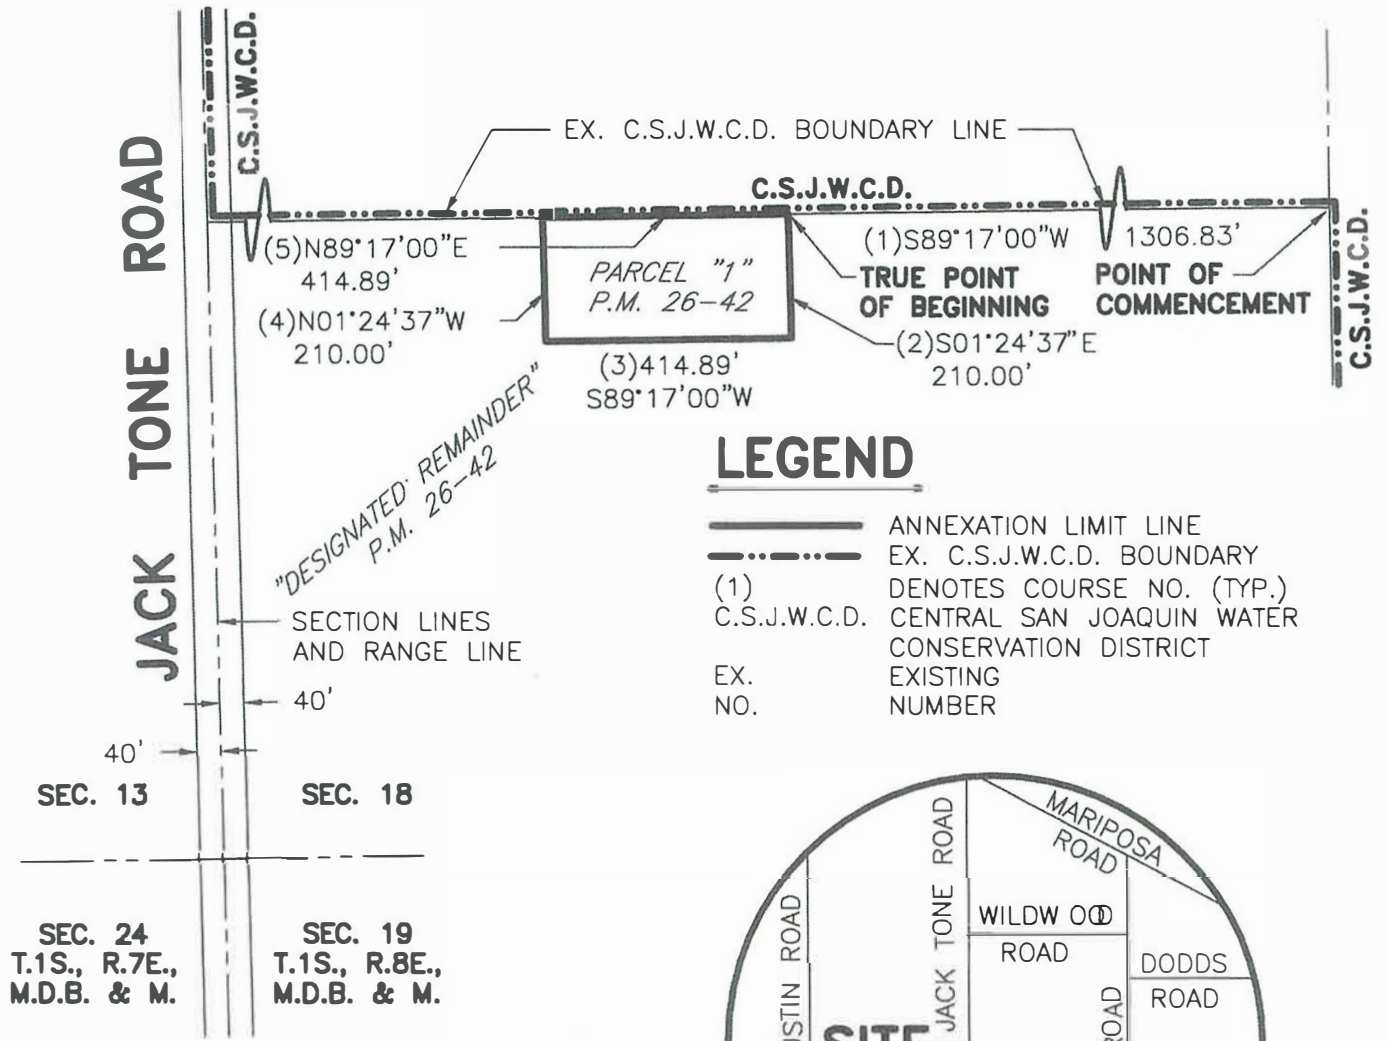 C.S.J.W.C.D.
EX. C.S.J.W.C.D. BOUNDARY LINE
C.S.J.W.C.D.
JACK TONE ROAD
(5)N89°17'00"E
414.89'
(4)N01°24'37"W
210.00'
PARCEL "1"
P.M. 26-42
(1)S89°17'00"W
1306.83'
TRUE POINT
OF BEGINNING
POINT OF
COMMENCEMENT
C.S.J.W.C.D.
(2)S01°24'37"E
210.00'
(3)414.89'
S89°17'00"W
"DESIGNATED REMAINDER"
P.M. 26-42
LEGEND
ANNEXATION LIMIT LINE
EX. C.S.J.W.C.D. BOUNDARY
(1) DENOTES COURSE NO. (TYP.)
C.S.J.W.C.D. CENTRAL SAN JOAQUIN WATER
CONSERVATION DISTRICT
EX. EXISTING
NO. NUMBER
SECTION LINES
AND RANGE LINE
40'
40'
SEC. 13
SEC. 18
SEC. 24
T.1S., R.7E.,
M.D.B. & M.
SEC. 19
T.1S., R.8E.,
M.D.B. & M.
MARIPOSA
ROAD
JACK TONE ROAD
WILDWOOD
ROAD
DODDS
ROAD
USTIN ROAD
SITE
ROAD